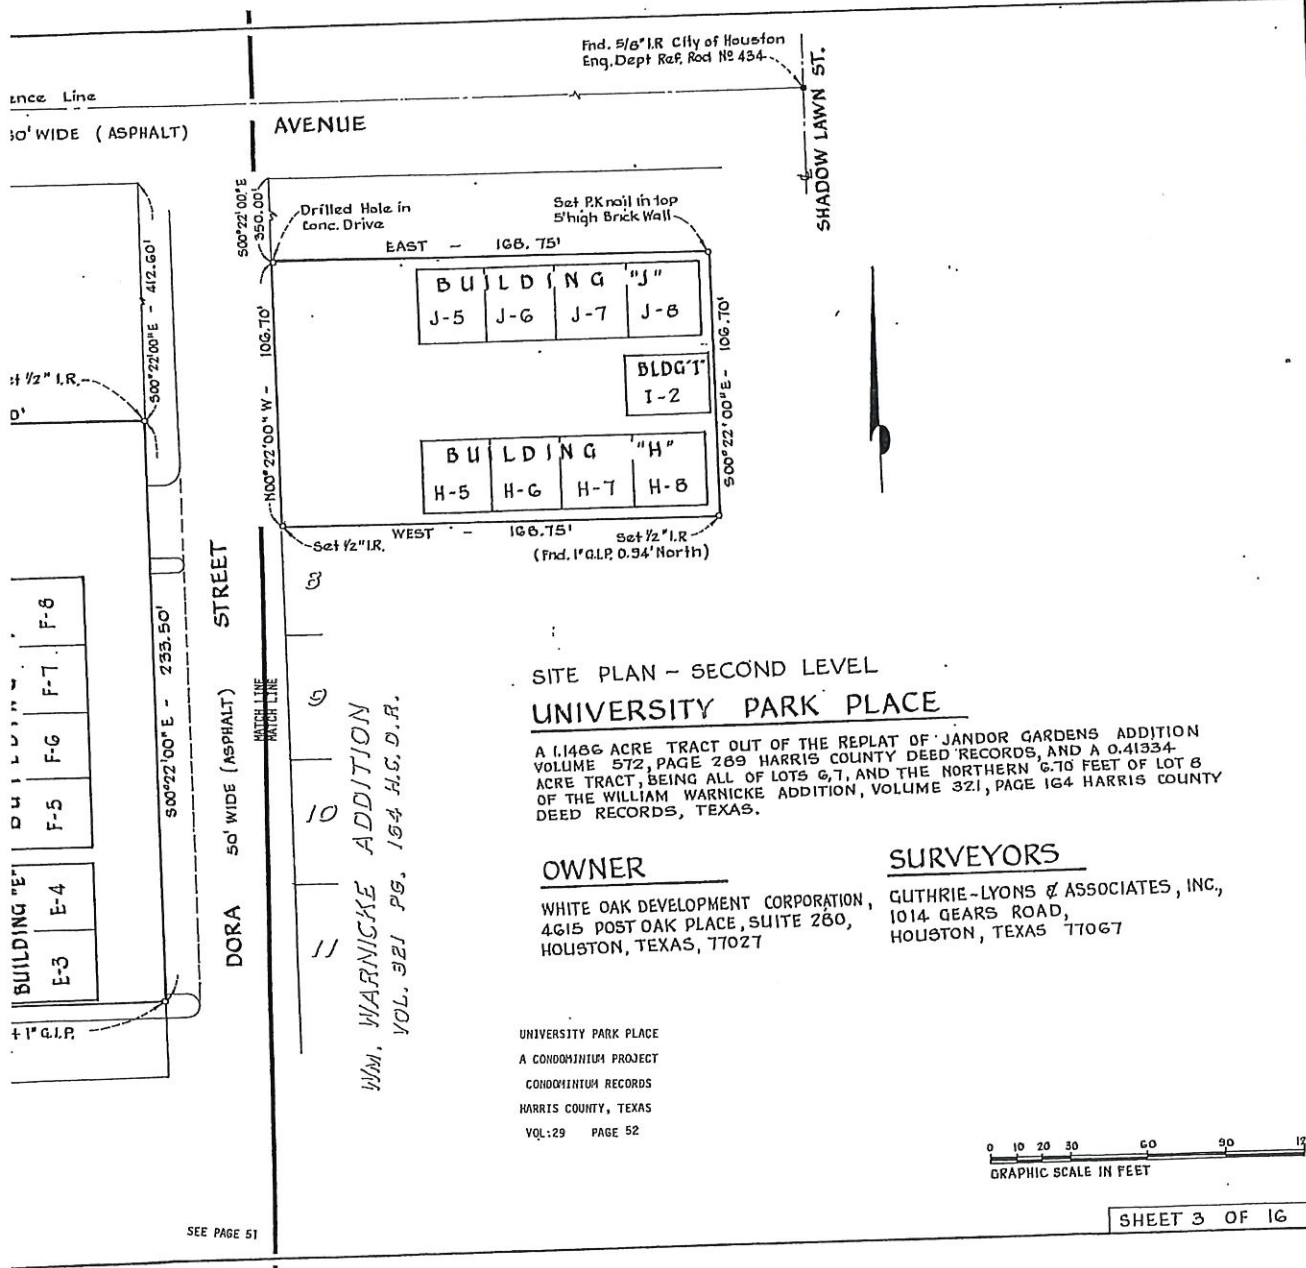 Fnd. 5/8" I.R City of Houston
Eng. Dept Ref. Rod Nº 434
SHADOW LAWN ST.
ence Line
WIDE (ASPHALT)
AVENUE
S00°22'00"E
350.00'
Drilled Hole in
Conc. Drive
Set P.K nail in top
5' high Brick Wall
EAST - 168.75'
S00°22'00"E - 412.60'
N00°22'00"W - 106.70'
S00°22'00"E - 106.70'
BUILDING "J"
J-5 J-6 J-7 J-8
BLDG "I"
I-2
BUILDING "H"
H-5 H-6 H-7 H-8
1/2" I.R.
0'
WEST - 168.75'
Set 1/2" I.R.
Set 1/2" I.R
(Fnd. 1" G.I.P. 0.94' North)
8
9
10
11
WM. WARNICKE ADDITION
VOL. 321 PG. 164 H.C.D.R.
DORA 50' WIDE (ASPHALT) STREET
MATCH LINE
MATCH LINE
S00°22'00"E - 233.50'
F-5 F-6 F-7 F-8
BUILDING "E"
E-3 E-4
1" G.I.P.
SITE PLAN - SECOND LEVEL
UNIVERSITY PARK PLACE
A 1.1486 ACRE TRACT OUT OF THE REPLAT OF JANDOR GARDENS ADDITION
VOLUME 572, PAGE 289 HARRIS COUNTY DEED RECORDS, AND A 0.41334
ACRE TRACT, BEING ALL OF LOTS 6,7, AND THE NORTHERN 6.70 FEET OF LOT 8
OF THE WILLIAM WARNICKE ADDITION, VOLUME 321, PAGE 164 HARRIS COUNTY
DEED RECORDS, TEXAS.
OWNER
WHITE OAK DEVELOPMENT CORPORATION,
4615 POST OAK PLACE, SUITE 280,
HOUSTON, TEXAS, 77027
SURVEYORS
GUTHRIE-LYONS & ASSOCIATES, INC.,
1014 GEARS ROAD,
HOUSTON, TEXAS 77067
UNIVERSITY PARK PLACE
A CONDOMINIUM PROJECT
CONDOMINIUM RECORDS
HARRIS COUNTY, TEXAS
VOL:29 PAGE 52
0 10 20 30 60 90 12
GRAPHIC SCALE IN FEET
SEE PAGE 51
SHEET 3 OF 16